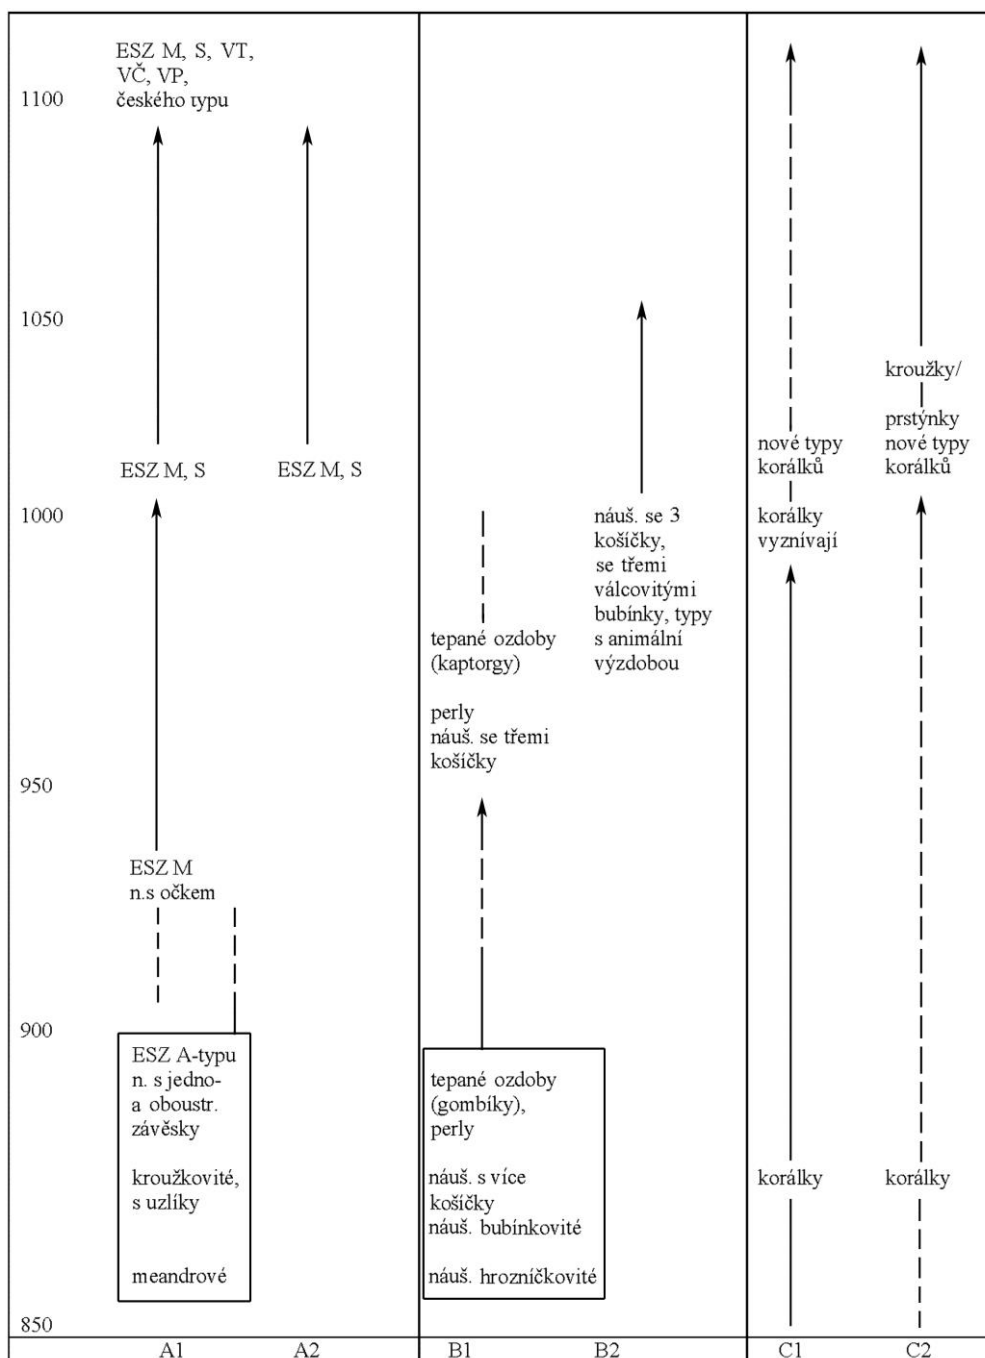 ESZ M, S, VT,
VČ, VP,
českého typu
1100
1050
ESZ M, S
ESZ M, S
1000
ESZ M
n.s očkem
950
900
ESZ A-typu
n. s jedno-
a oboustr.
závěsky
kroužkovité,
s uzlíky
meandrové
850
tepané ozdoby
(kaptorgy)
perly
náuš. se třemi
košíčky
tepané ozdoby
(gombíky),
perly
náuš. s více
košíčky
náuš. bubínkovité
náuš. hrozníčkovité
náuš. se 3
košíčky,
se třemi
válcovitými
bubínky, typy
s animální
výzdobou
nové typy
korálků
korálky
vyznívají
korálky
kroužky/
prstýnky
nové typy
korálků
korálky
A1 A2 B1 B2 C1 C2